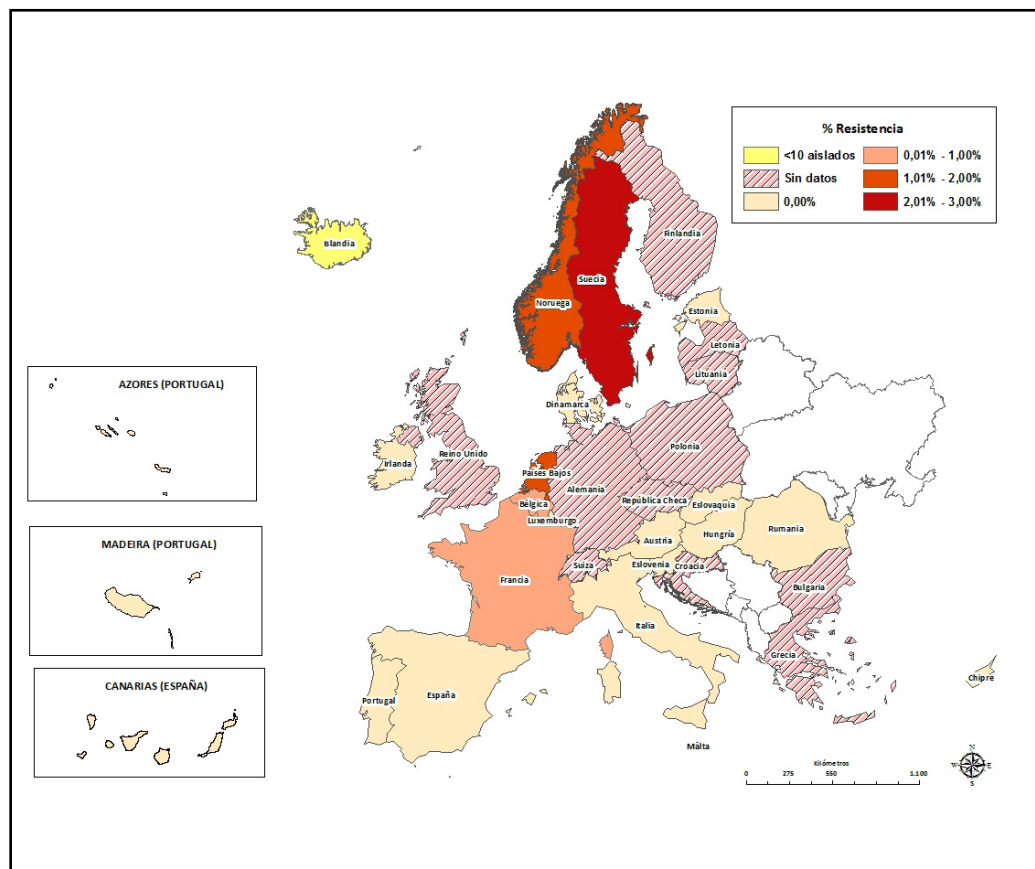 % Resistencia
<10 aislados
Sin datos
0,00%
0,01% - 1,00%
1,01% - 2,00%
2,01% - 3,00%
Islandia
Finlandia
Suecia
Noruega
Estonia
Letonia
Lituania
Dinamarca
Irlanda
Reino Unido
Países Bajos
Polonia
Alemania
Bélgica
República Checa
Luxemburgo
Eslovaquia
Austria
Hungría
Rumania
Suiza
Eslovenia
Croacia
Francia
Bulgaria
Italia
Grecia
Portugal
España
Chipre
Malta
AZORES (PORTUGAL)
MADEIRA (PORTUGAL)
CANARIAS (ESPAÑA)
Kilómetros
0 275 550 1.100
N
W E
S